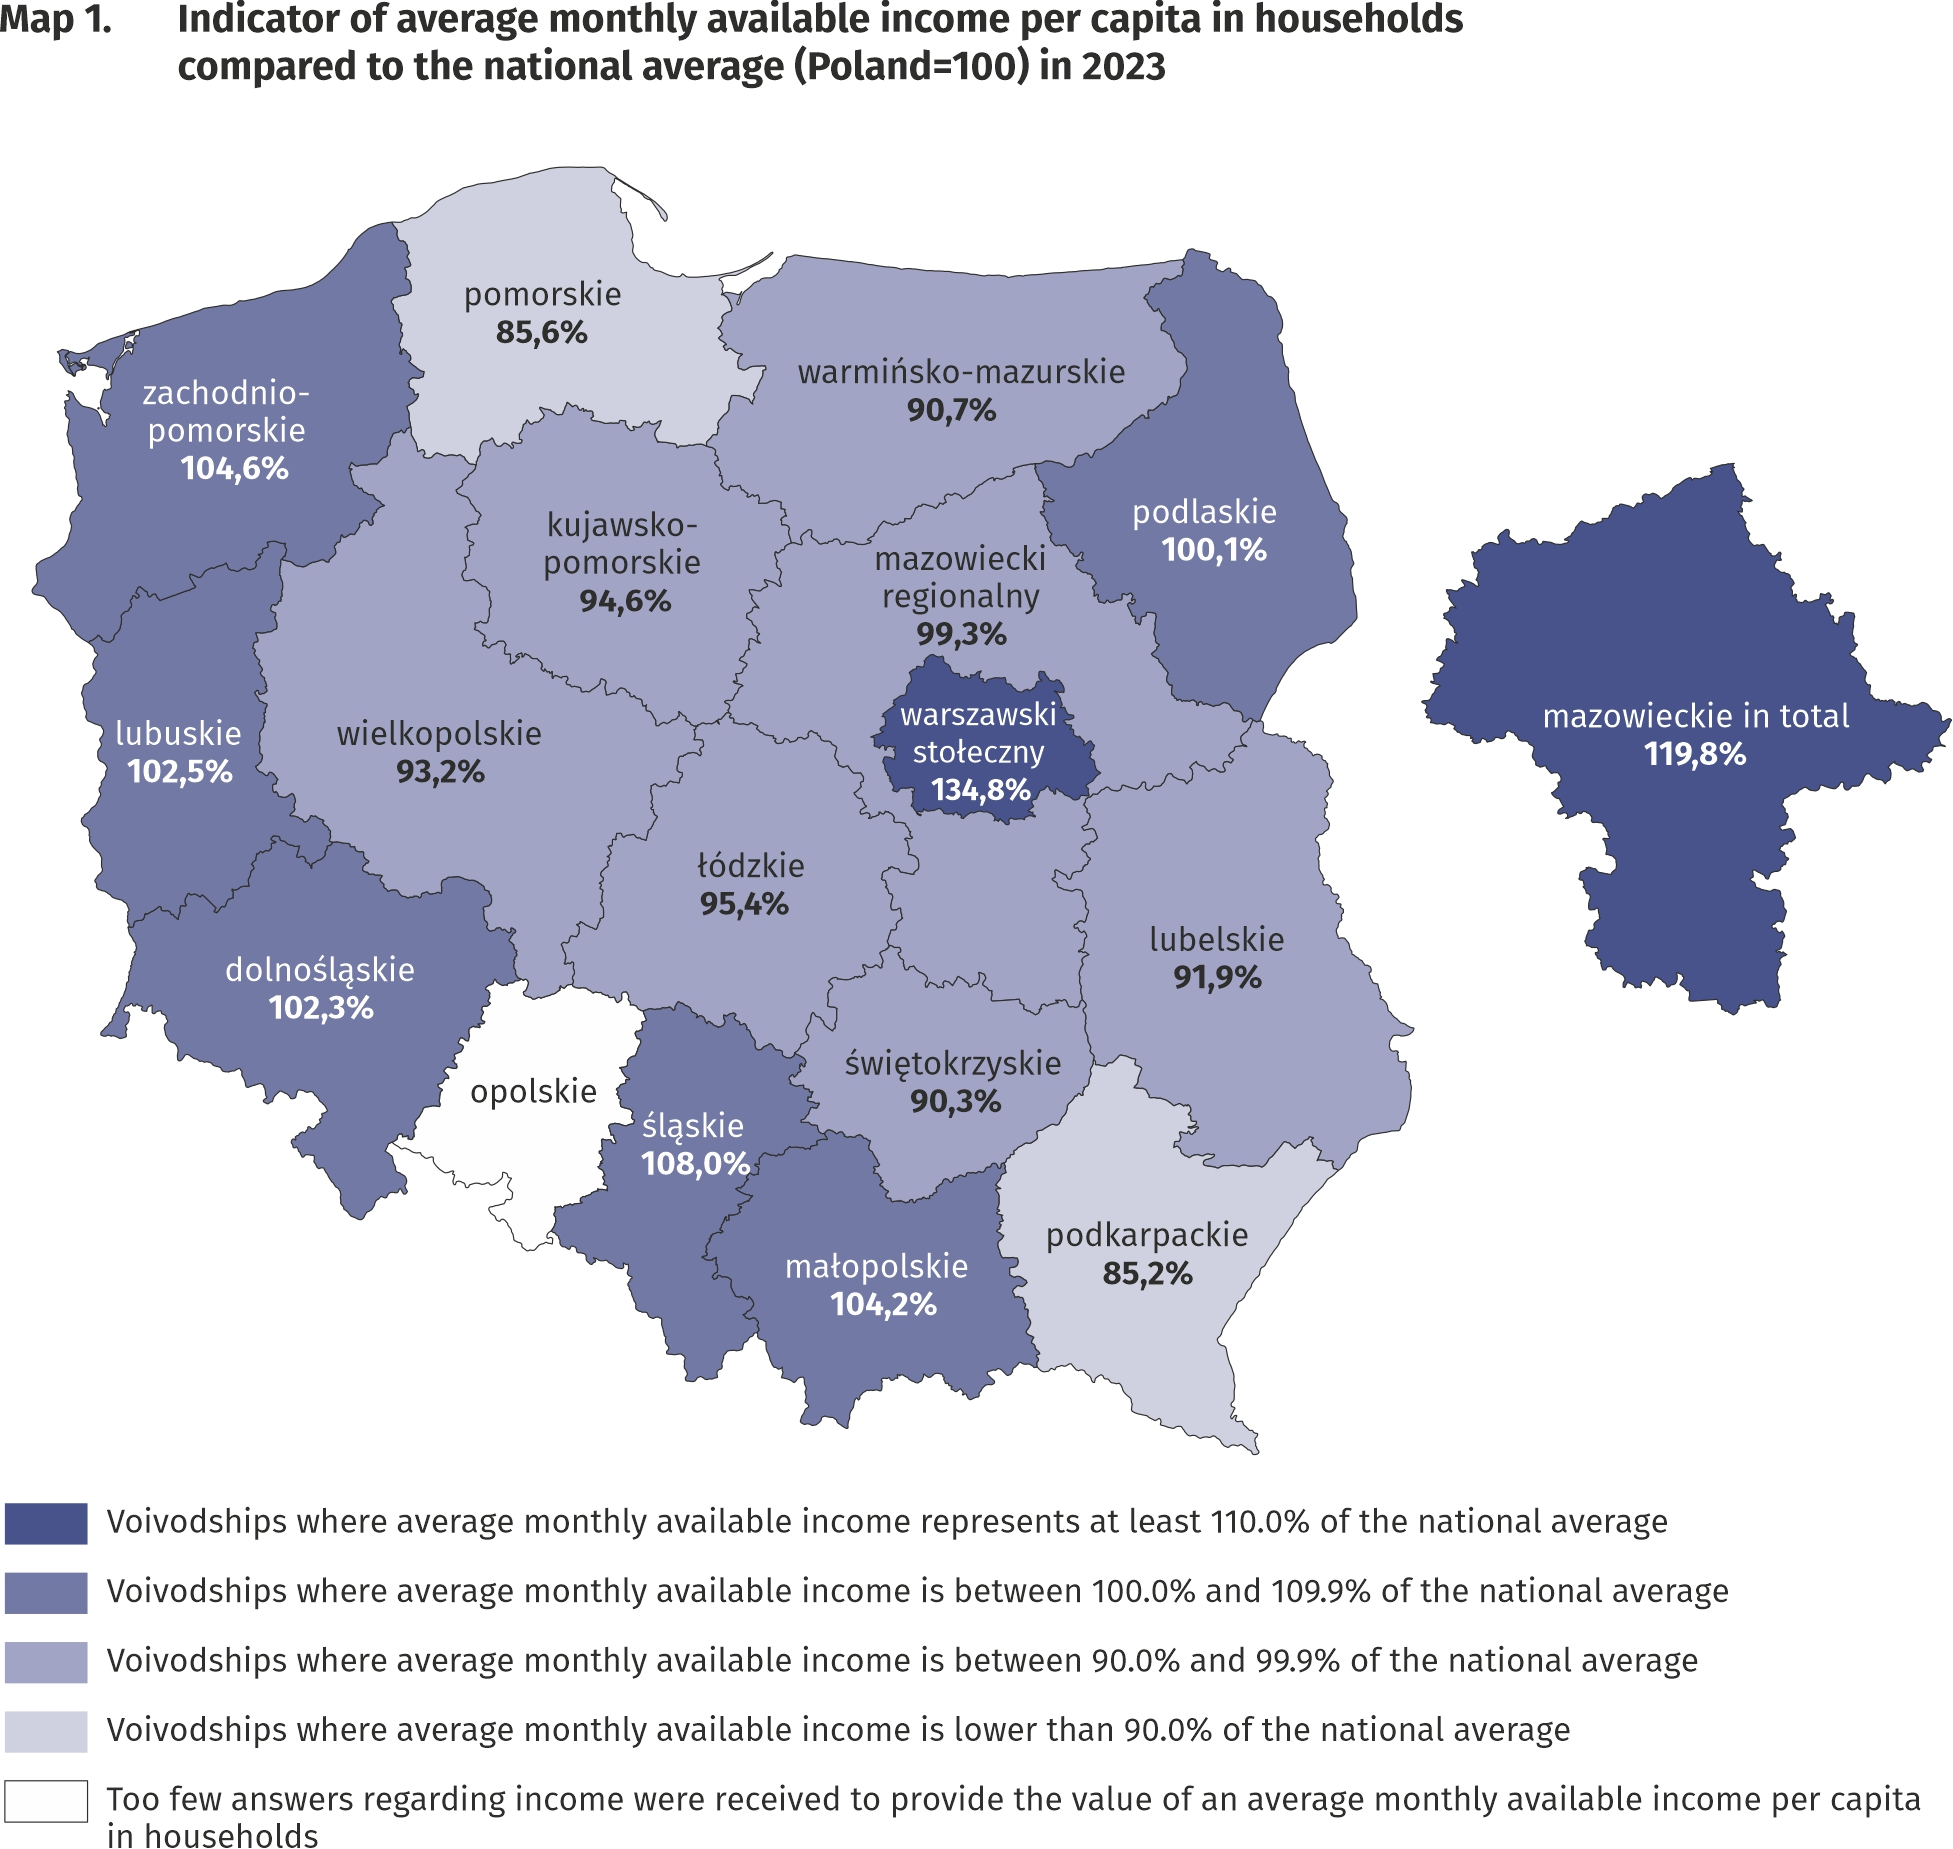 Map 1. Indicator of average monthly available income per capita in households
compared to the national average (Poland=100) in 2023
pomorskie
85,6%
warmińsko-mazurskie
90,7%
zachodnio-
pomorskie
104,6%
podlaskie
100,1%
kujawsko-
pomorskie
94,6%
mazowiecki
regionalny
99,3%
warszawski
stołeczny
134,8%
mazowieckie in total
119,8%
lubuskie
102,5%
wielkopolskie
93,2%
łódzkie
95,4%
lubelskie
91,9%
dolnośląskie
102,3%
opolskie
śląskie
108,0%
świętokrzyskie
90,3%
małopolskie
104,2%
podkarpackie
85,2%
Voivodships where average monthly available income represents at least 110.0% of the national average
Voivodships where average monthly available income is between 100.0% and 109.9% of the national average
Voivodships where average monthly available income is between 90.0% and 99.9% of the national average
Voivodships where average monthly available income is lower than 90.0% of the national average
Too few answers regarding income were received to provide the value of an average monthly available income per capita
in households